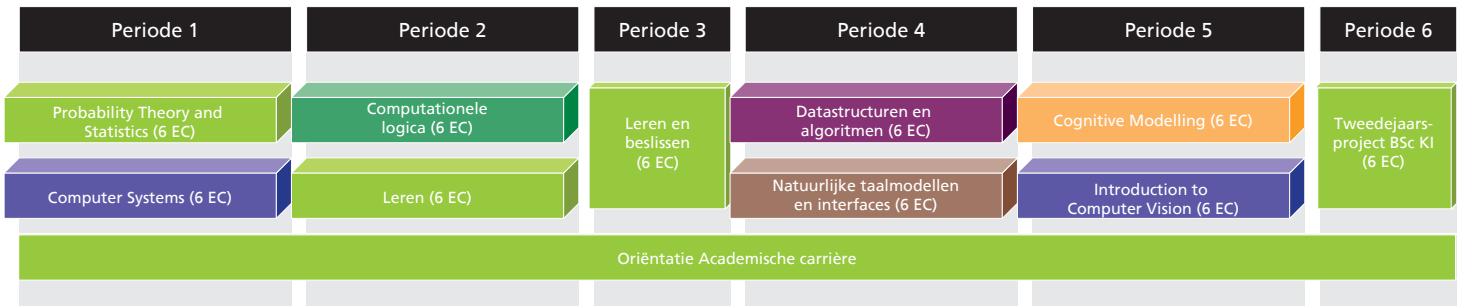 Periode 1
Periode 2
Periode 3
Periode 4
Periode 5
Periode 6
Probability Theory and
Statistics (6 EC)
Computationele
logica (6 EC)
Leren en
beslissen
(6 EC)
Datastructuren en
algoritmen (6 EC)
Cognitive Modelling (6 EC)
Tweedejaars-
project BSc KI
(6 EC)
Computer Systems (6 EC)
Leren (6 EC)
Natuurlijke taalmodellen
en interfaces (6 EC)
Introduction to
Computer Vision (6 EC)
Oriëntatie Academische carrière